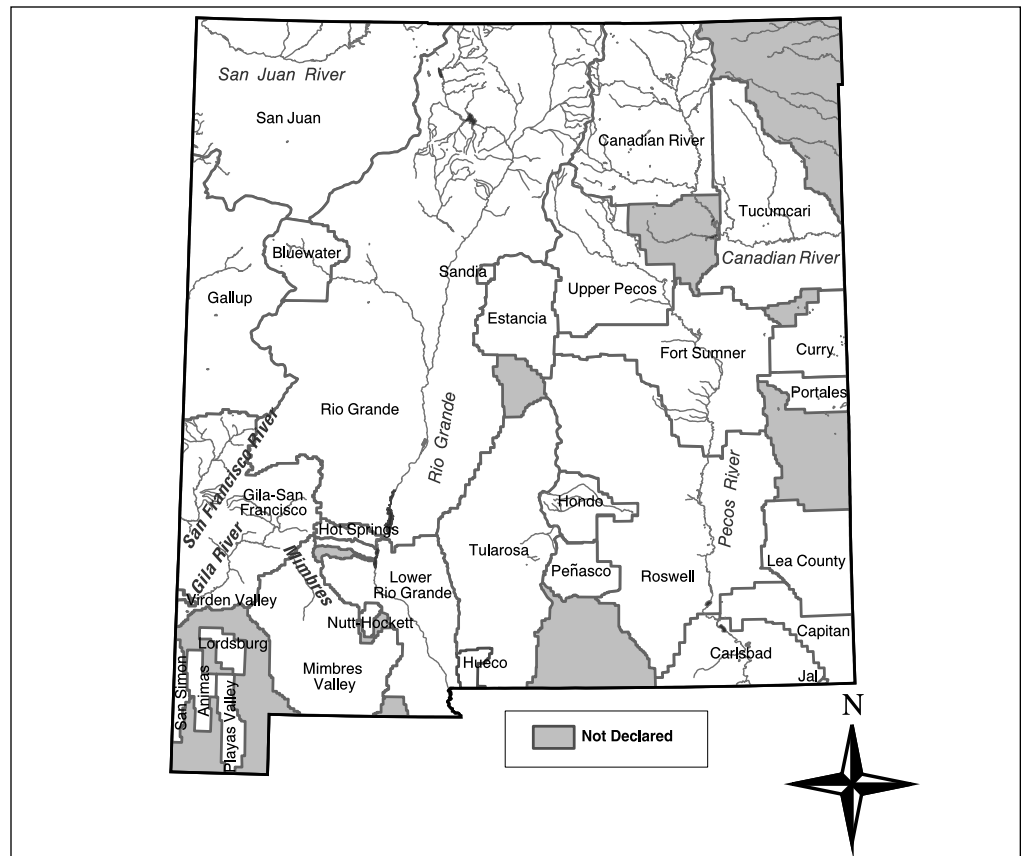 San Juan River
San Juan
Canadian River
Tucumcari
Canadian River
Bluewater
Sandia
Gallup
Upper Pecos
Estancia
Fort Sumner
Curry
Portales
Rio Grande
Rio Grande
San Francisco River
Gila River
Gila-San
Francisco
Hot Springs
Mimbres
Hondo
Pecos River
Tularosa
Lea County
Peñasco
Roswell
Lower
Rio Grande
Virden Valley
Nutt-Hockett
Capitan
Lordsburg
Carlsbad
Hueco
Mimbres
Valley
Jal
San Simon
Animas
Playas Valley
N
Not Declared